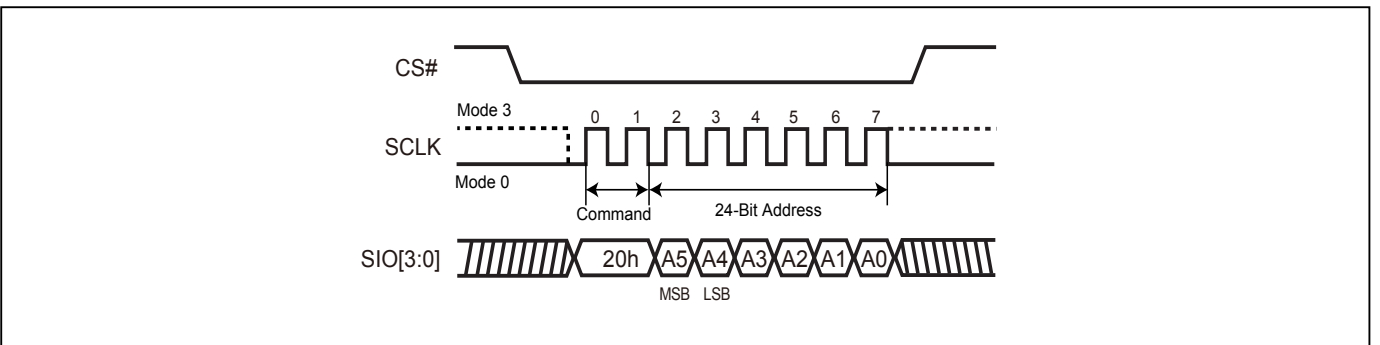 CS#
Mode 3
0 1 2 3 4 5 6 7
SCLK
Mode 0
Command
24-Bit Address
SIO[3:0]
20h A5 A4 A3 A2 A1 A0
MSB LSB